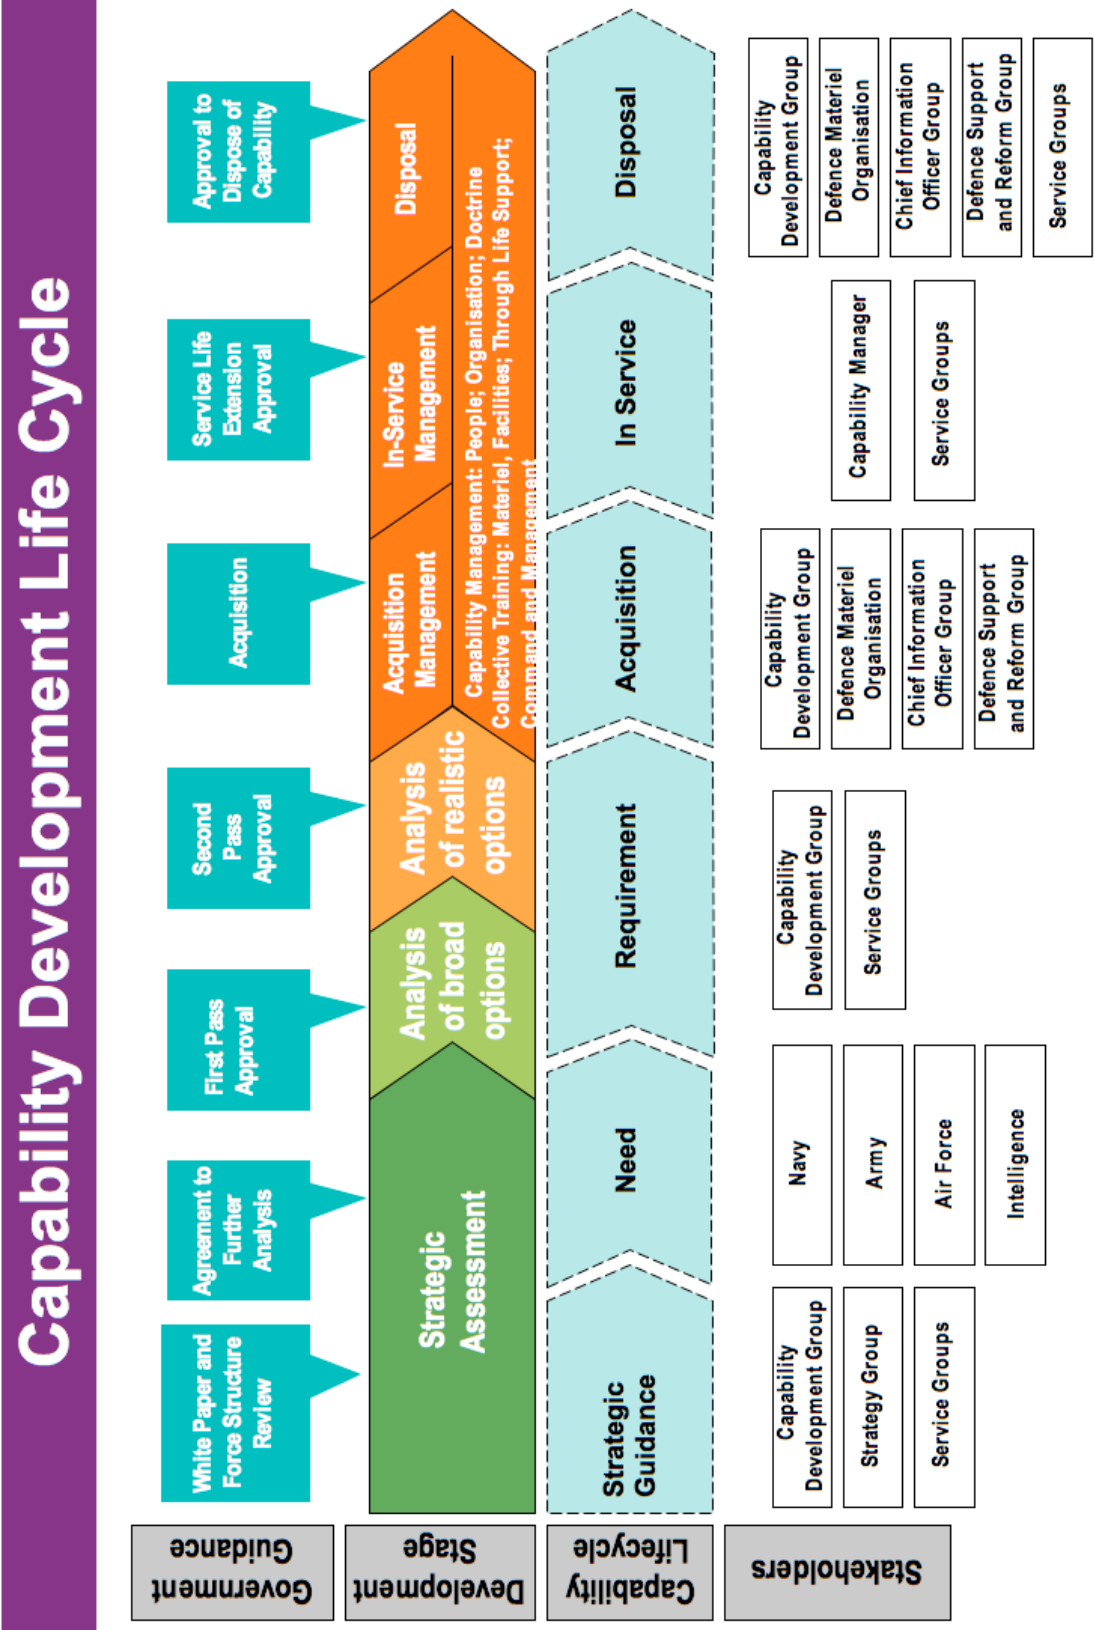 Capability Development Life Cycle
Government
Guidance
White Paper and
Force Structure
Review
Agreement to
Further
Analysis
First Pass
Approval
Second
Pass
Approval
Acquisition
Service Life
Extension
Approval
Approval to
Dispose of
Capability
Development
Stage
Strategic
Assessment
Analysis
of broad
options
Analysis
of realistic
options
Acquisition
Management
In-Service
Management
Disposal
Capability Management: People; Organisation; Doctrine
Collective Training: Materiel, Facilities; Through Life Support;
Command and Management
Capability
Lifecycle
Strategic
Guidance
Need
Requirement
Acquisition
In Service
Disposal
Stakeholders
Capability
Development Group
Strategy Group
Service Groups
Navy
Army
Air Force
Intelligence
Capability
Development Group
Service Groups
Capability
Development Group
Defence Materiel
Organisation
Chief Information
Officer Group
Defence Support
and Reform Group
Capability Manager
Service Groups
Capability
Development Group
Defence Materiel
Organisation
Chief Information
Officer Group
Defence Support
and Reform Group
Service Groups